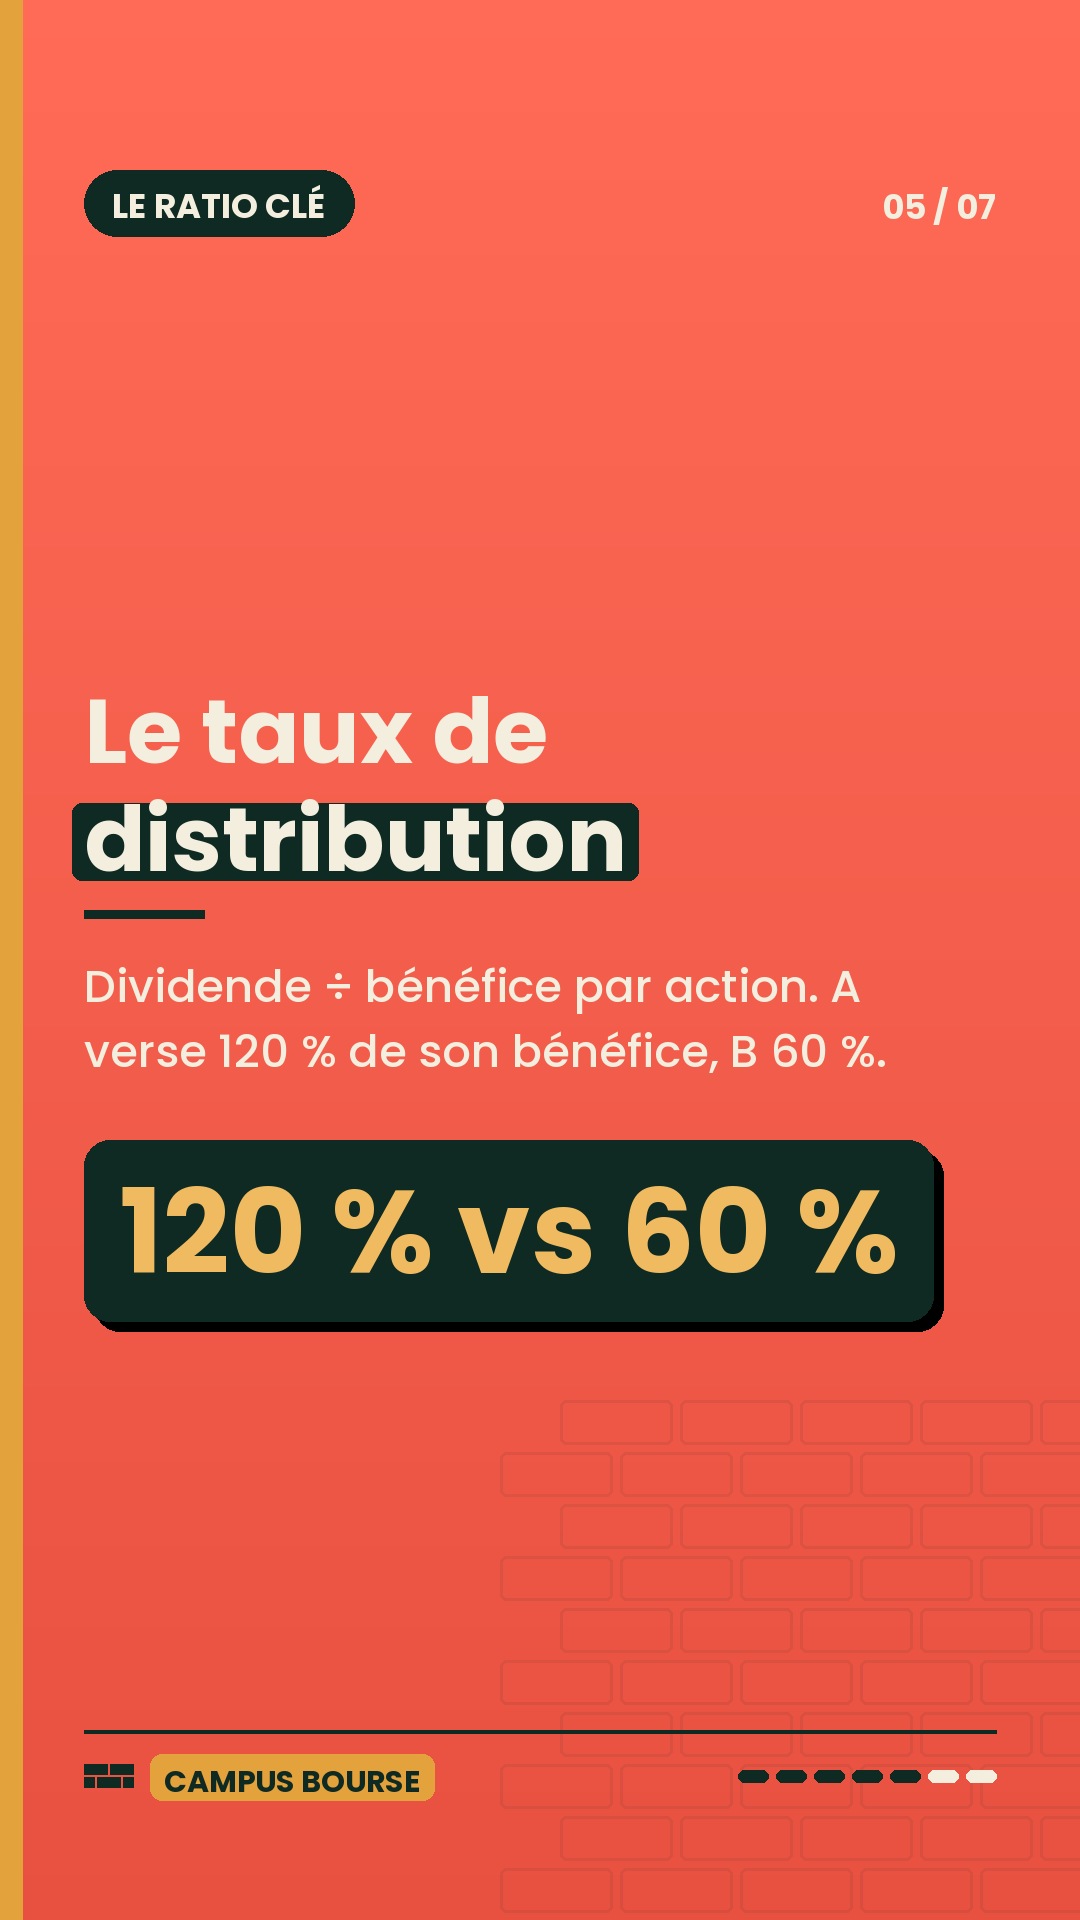 LE RATIO CLÉ
05 / 07
Le taux de
distribution
Dividende ÷ bénéfice par action. A
verse 120 % de son bénéfice, B 60 %.
120 % vs 60 %
CAMPUS BOURSE